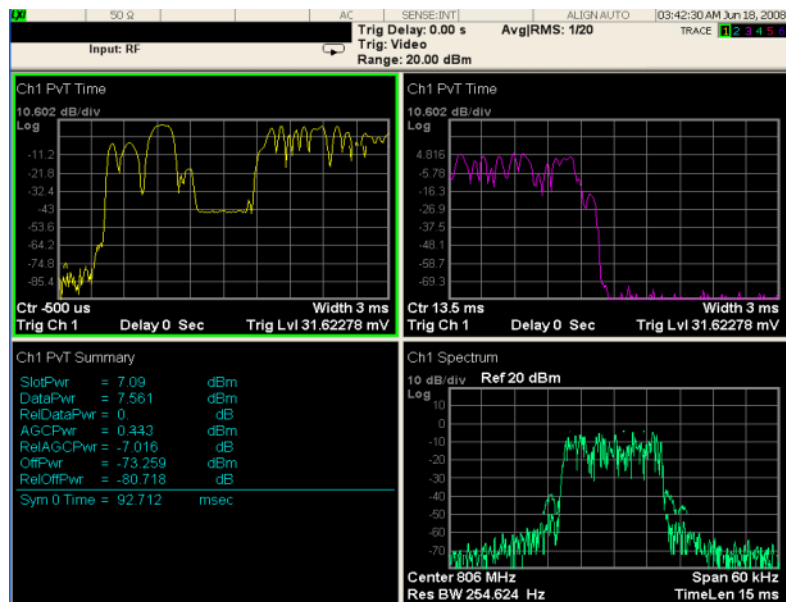 LXI 50 Ω AC SENSE:INT ALIGN AUTO 03:42:30 AM Jun 18, 2008
Trig Delay: 0.00 s Avg|RMS: 1/20 TRACE 1 2 3 4 5 6
Input: RF Trig: Video
Range: 20.00 dBm
Ch1 PvT Time
10.602 dB/div
Log
-11.2
-21.8
-32.4
-43
-53.6
-64.2
-74.8
-85.4
Ctr -500 us Width 3 ms
Trig Ch 1 Delay 0 Sec Trig Lvl 31.62278 mV
Ch1 PvT Time
10.602 dB/div
Log
4.816
-5.78
-16.3
-26.9
-37.5
-48.1
-58.7
-69.3
Ctr 13.5 ms Width 3 ms
Trig Ch 1 Delay 0 Sec Trig Lvl 31.62278 mV
Ch1 PvT Summary
SlotPwr = 7.09 dBm
DataPwr = 7.561 dBm
RelDataPwr = 0. dB
AGCPwr = dBm
RelAGCPwr = -7.016 dB
OffPwr = -73.259 dBm
RelOffPwr = -80.718 dB
Sym 0 Time = 92.712 msec
Ch1 Spectrum
10 dB/div Ref 20 dBm
Log
10
0
-10
-20
-30
-40
-50
-60
-70
Center 806 MHz Span 60 kHz
Res BW 254.624 Hz TimeLen 15 ms